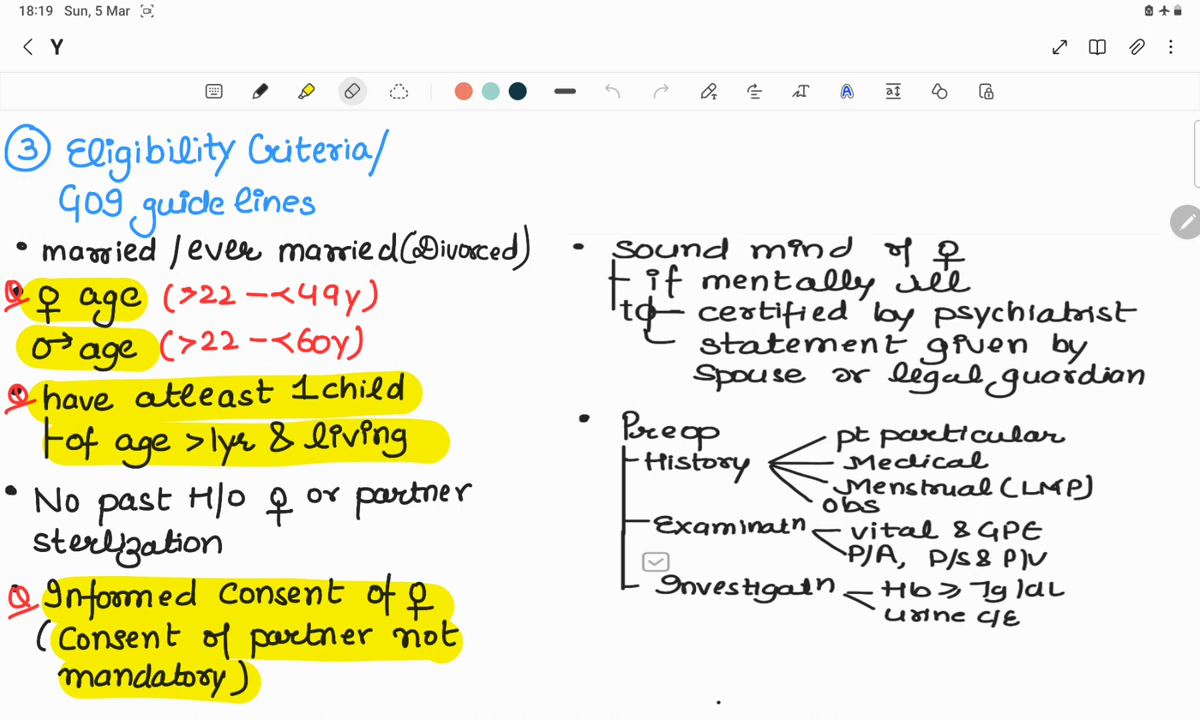 18:19 Sun, 5 Mar
Y
③ Eligibility Criteria/
GOI guide lines
• married / ever married (Divorced)
Q ♀ age (>22 - <49y)
♂ age (>22 - <60y)
Q have atleast 1 child
of age >1yr & living
• No past H/o ♀ or partner
sterlization
Q Informed consent of ♀
(Consent of partner not
mandatory)
• Sound mind of ♀
if mentally ill
certified by psychiatrist
statement given by
spouse or legal guardian
• Preop
History
pt particular
Medical
Menstrual (LMP)
obs
Examinatn
vital & GPE
P/A, P/S & P/V
Investigatn
Hb ≥ 7g/dL
urine c/E